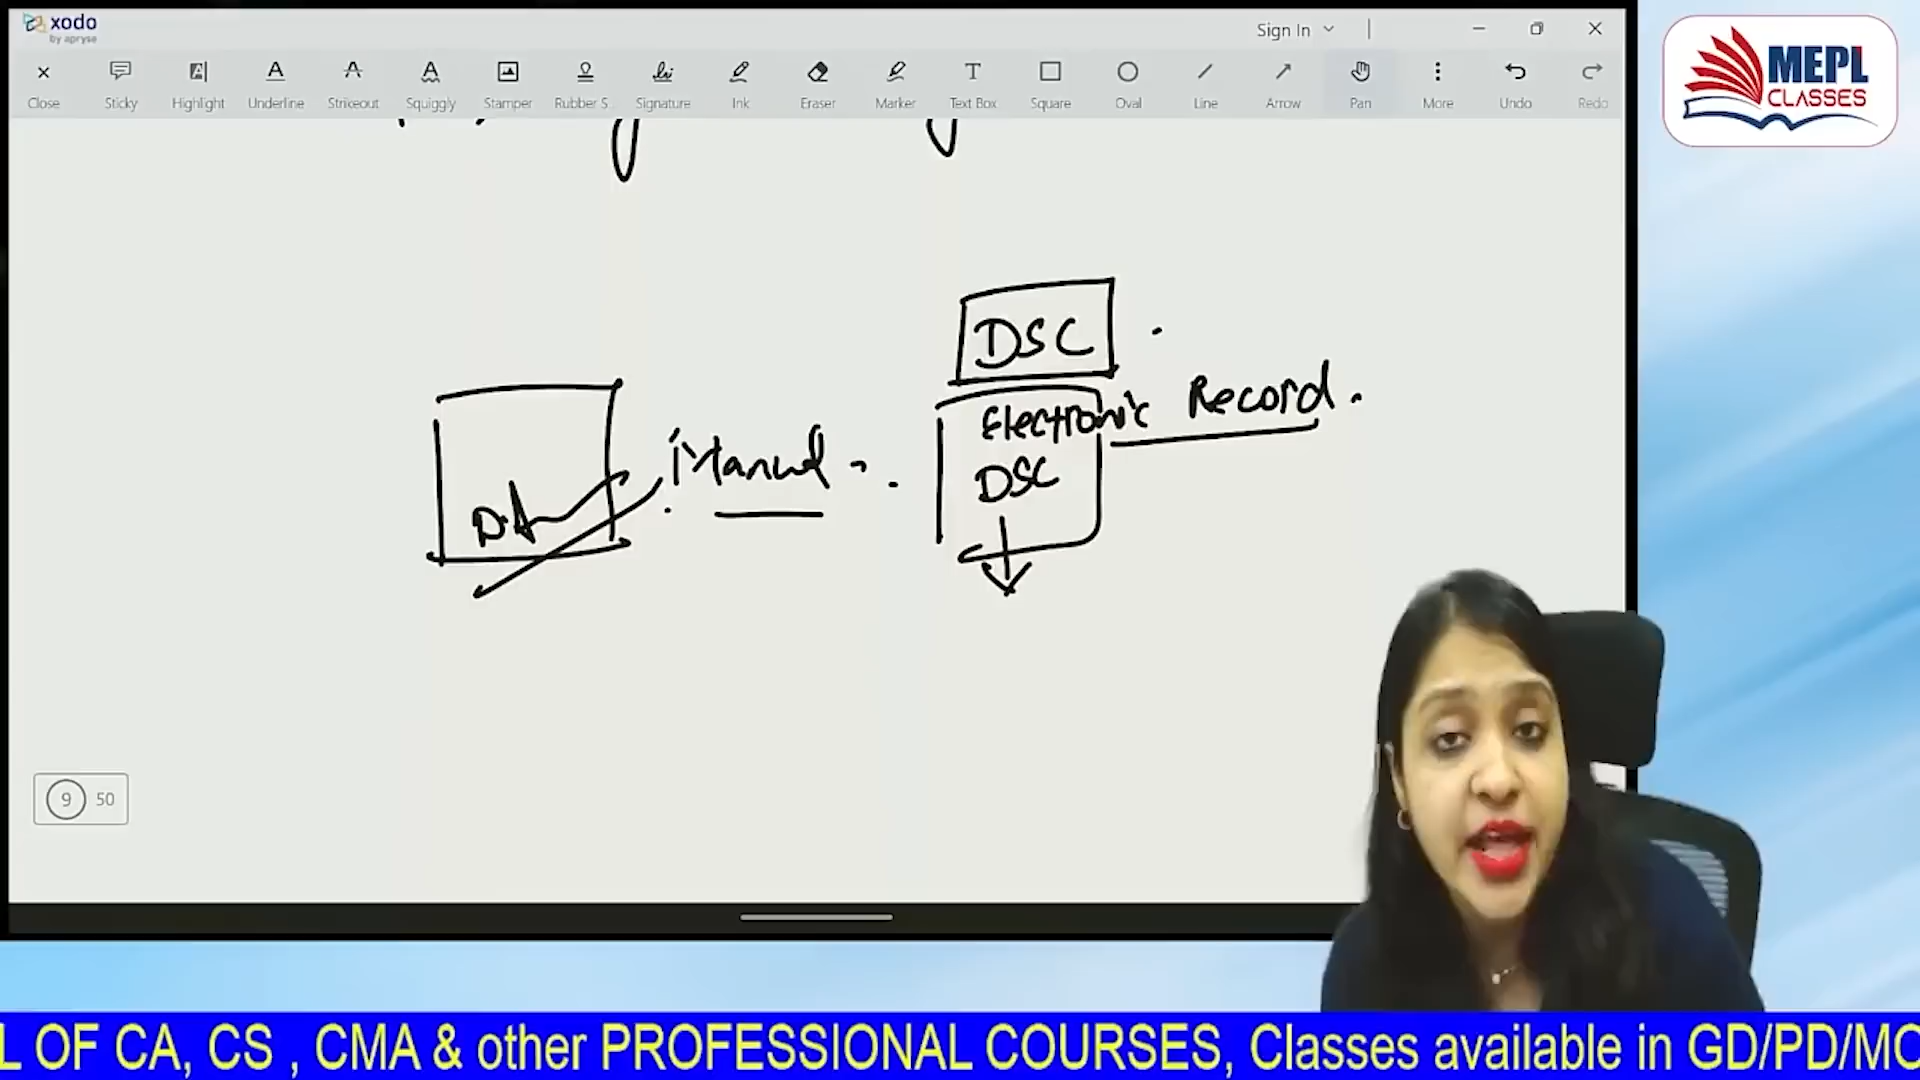 xodo
by apryse
Sign In
Close Sticky Highlight Underline Strikeout Squiggly Stamper Rubber S... Signature Ink Eraser Marker Text Box Square Oval Line Arrow Pan More Undo Redo
MEPL
CLASSES
DSC
Electronic Record.
Manual
DSC
9 50
L OF CA, CS , CMA & other PROFESSIONAL COURSES, Classes available in GD/PD/MO